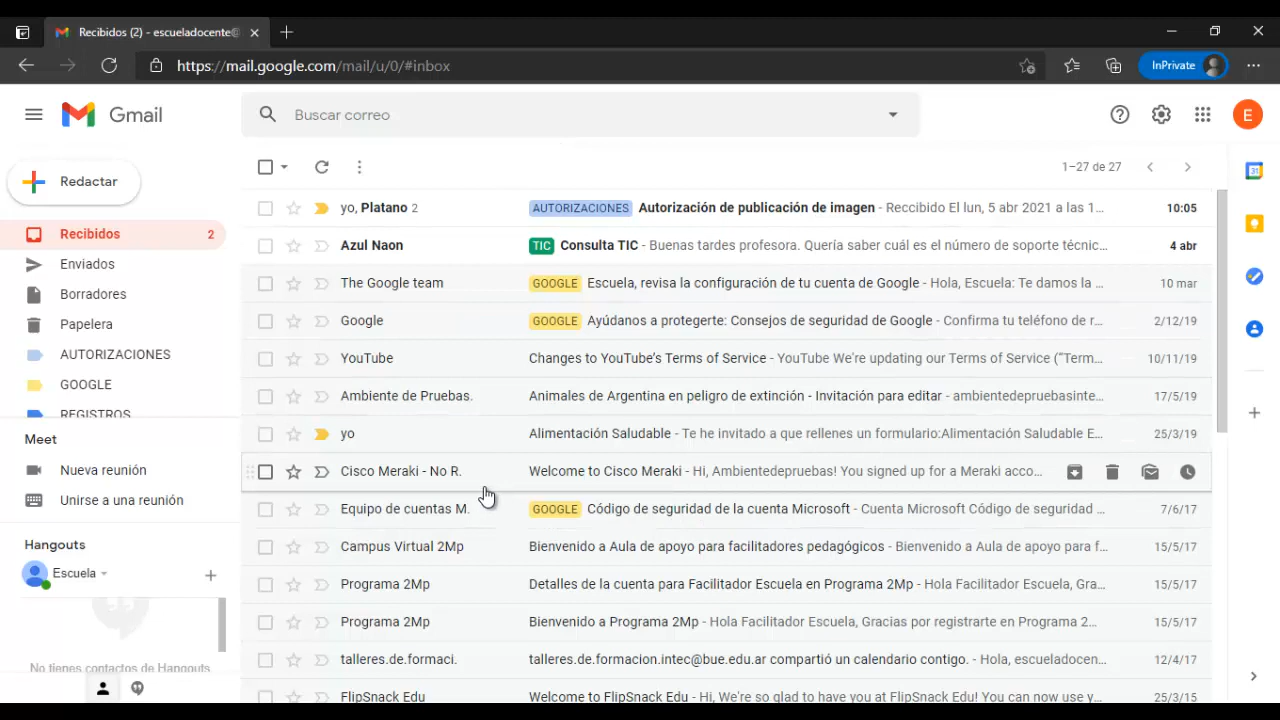 Recibidos (2) - escueladocente@
https://mail.google.com/mail/u/0/#inbox
InPrivate
Gmail
Buscar correo
E
Redactar
1–27 de 27
Recibidos 2
Enviados
Borradores
Papelera
AUTORIZACIONES
GOOGLE
REGISTROS
Meet
Nueva reunión
Unirse a una reunión
Hangouts
Escuela
No tienes contactos de Hangouts
yo, Platano 2 AUTORIZACIONES Autorización de publicación de imagen - Reccibido El lun, 5 abr 2021 a las 1... 10:05
Azul Naon TIC Consulta TIC - Buenas tardes profesora. Quería saber cuál es el número de soporte técnic... 4 abr
The Google team GOOGLE Escuela, revisa la configuración de tu cuenta de Google - Hola, Escuela: Te damos la ... 10 mar
Google GOOGLE Ayúdanos a protegerte: Consejos de seguridad de Google - Confirma tu teléfono de r... 2/12/19
YouTube Changes to YouTube's Terms of Service - YouTube We're updating our Terms of Service ("Term... 10/11/19
Ambiente de Pruebas. Animales de Argentina en peligro de extinción - Invitación para editar - ambientedepruebasinte... 17/5/19
yo Alimentación Saludable - Te he invitado a que rellenes un formulario:Alimentación Saludable E... 25/3/19
Cisco Meraki - No R. Welcome to Cisco Meraki - Hi, Ambientedepruebas! You signed up for a Meraki acco...
Equipo de cuentas M. GOOGLE Código de seguridad de la cuenta Microsoft - Cuenta Microsoft Código de seguridad ... 7/6/17
Campus Virtual 2Mp Bienvenido a Aula de apoyo para facilitadores pedagógicos - Bienvenido a Aula de apoyo para f... 15/5/17
Programa 2Mp Detalles de la cuenta para Facilitador Escuela en Programa 2Mp - Hola Facilitador Escuela, Gra... 15/5/17
Programa 2Mp Bienvenido a Programa 2Mp - Hola Facilitador Escuela, Gracias por registrarte en Programa 2... 15/5/17
talleres.de.formaci. talleres.de.formacion.intec@bue.edu.ar compartió un calendario contigo. - Hola, escueladocen... 12/4/17
FlipSnack Edu Welcome to FlipSnack Edu - Hi, We're so glad to have you at FlipSnack Edu! You can now use y... 25/3/15